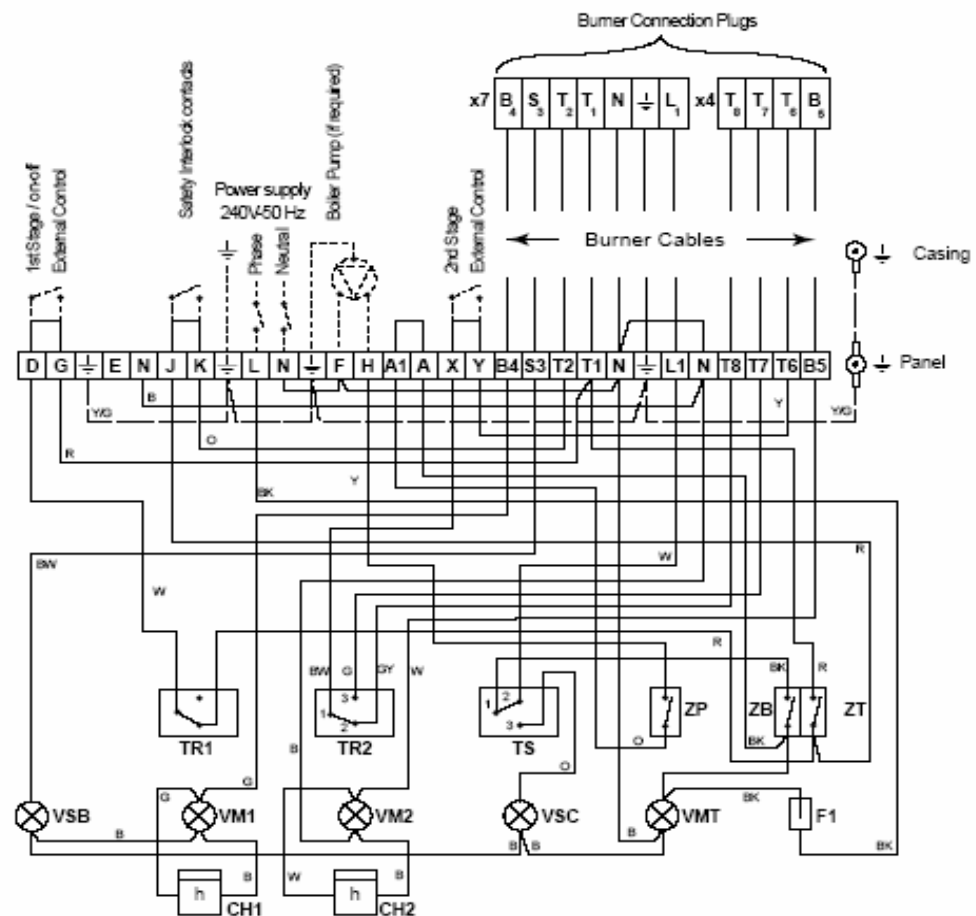 Burner Connection Plugs
x7 B4 S3 T2 T1 N L1 x4 T8 T7 T6 B5
1st Stage / on-off
External Control
Safety Interlock contacts
Power supply
240V-50 Hz
Phase
Neutral
Boiler Pump (if required)
2nd Stage
External Control
Burner Cables
Casing
D G E N J K L N F H A1 A X Y B4 S3 T2 T1 N L1 N T8 T7 T6 B5
Panel
B
Y/G
Y
Y/G
O
R
Y
BK
BW
W
R
W
R
BW G GY W
BK
R
1 3 2
1 2 3
ZP
ZB
ZT
TR1
TR2
TS
B
O
BK
O
G
G
BK
VSB
VM1
VM2
VSC
VMT
F1
B
B
B
B
BK
B
W
B
h
h
CH1
CH2